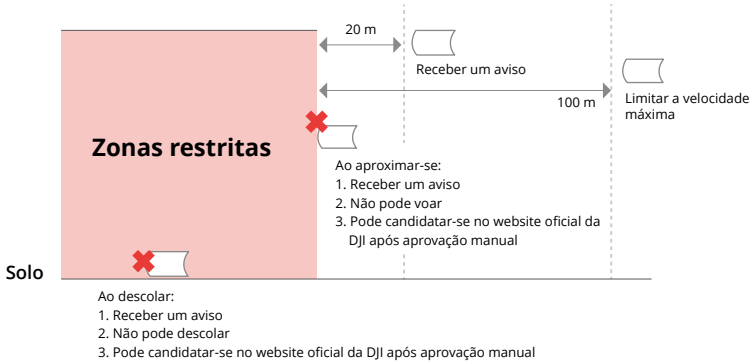 20 m
Receber um aviso
100 m
Limitar a velocidade
máxima
Zonas restritas
Ao aproximar-se:
1. Receber um aviso
2. Não pode voar
3. Pode candidatar-se no website oficial da
DJI após aprovação manual
Solo
Ao descolar:
1. Receber um aviso
2. Não pode descolar
3. Pode candidatar-se no website oficial da DJI após aprovação manual